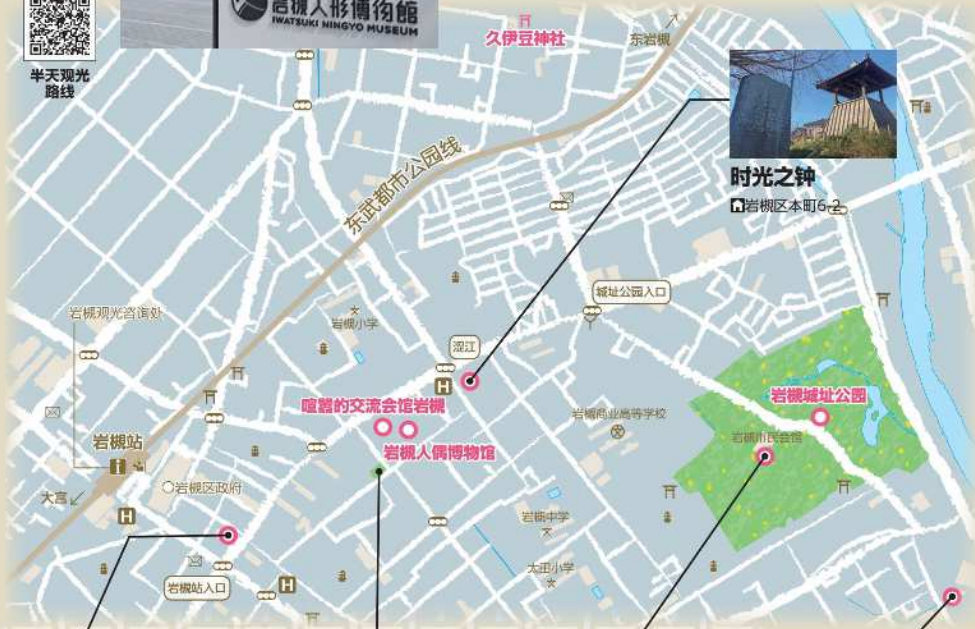 岩槻人形博物館
IWATSUKI NINGYO MUSEUM
半天观光
路线
久伊豆神社
东岩槻
时光之钟
岩槻区本町6-2
东武都市公园线
城址公园入口
岩槻观光咨询处
岩槻小学
渋江
H
岩槻城址公园
喧嚣的交流会馆岩槻
岩槻商业高等学校
岩槻人偶博物馆
岩槻市民会馆
岩槻站
岩槻区政府
大宫
H
岩槻中学
太田小学
岩槻站入口
H